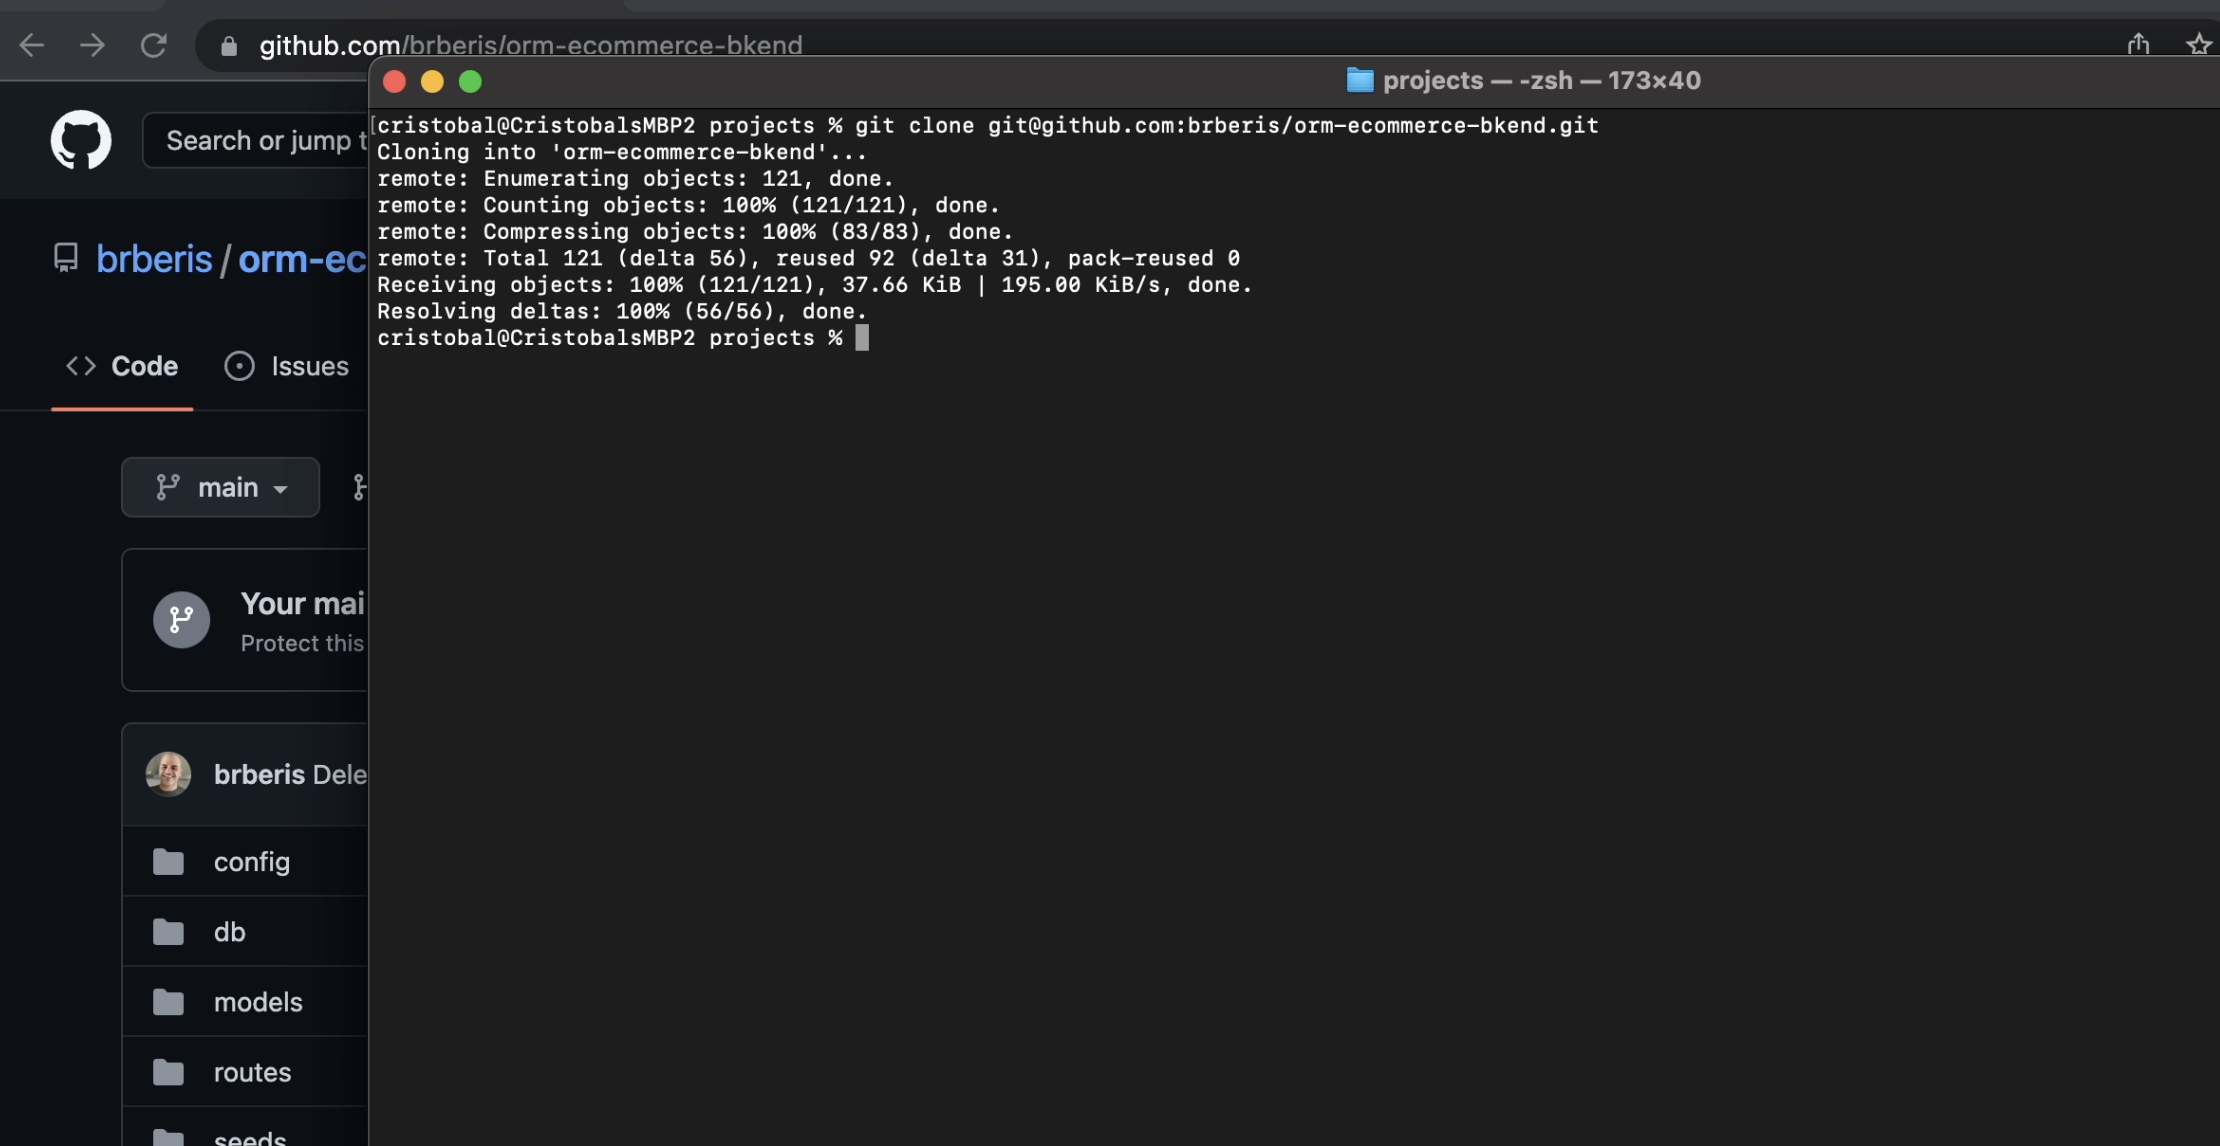 github.com/brberis/orm-ecommerce-bkend
projects — -zsh — 173×40
Search or jump t
[cristobal@CristobalsMBP2 projects % git clone git@github.com:brberis/orm-ecommerce-bkend.git
Cloning into 'orm-ecommerce-bkend'...
remote: Enumerating objects: 121, done.
remote: Counting objects: 100% (121/121), done.
remote: Compressing objects: 100% (83/83), done.
remote: Total 121 (delta 56), reused 92 (delta 31), pack-reused 0
Receiving objects: 100% (121/121), 37.66 KiB | 195.00 KiB/s, done.
Resolving deltas: 100% (56/56), done.
cristobal@CristobalsMBP2 projects %
brberis / orm-ec
<> Code Issues
main
Your mai
Protect this
brberis Dele
config
db
models
routes
seeds